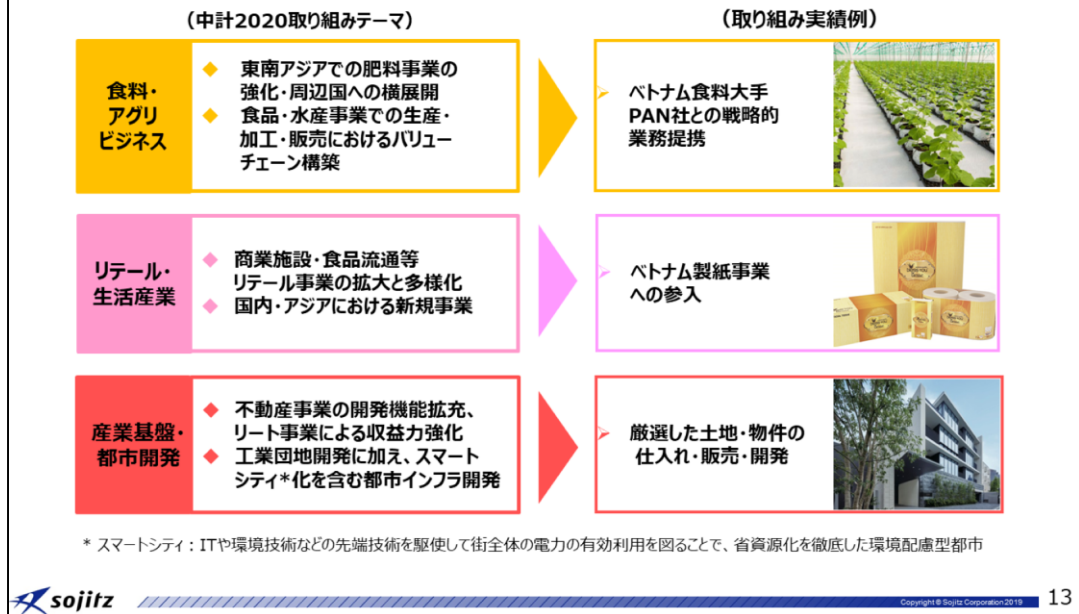 （中計2020取り組みテーマ）
（取り組み実績例）
食料・
アグリ
ビジネス
◆ 東南アジアでの肥料事業の
強化・周辺国への横展開
◆ 食品・水産事業での生産・
加工・販売におけるバリュー
チェーン構築
➢ ベトナム食料大手
PAN社との戦略的
業務提携
リテール・
生活産業
◆ 商業施設・食品流通等
リテール事業の拡大と多様化
◆ 国内・アジアにおける新規事業
➢ ベトナム製紙事業
への参入
産業基盤・
都市開発
◆ 不動産事業の開発機能拡充、
リート事業による収益力強化
◆ 工業団地開発に加え、スマート
シティ*化を含む都市インフラ開発
➢ 厳選した土地・物件の
仕入れ・販売・開発
* スマートシティ：ITや環境技術などの先端技術を駆使して街全体の電力の有効利用を図ることで、省資源化を徹底した環境配慮型都市
sojitz
Copyright © Sojitz Corporation 2019
13